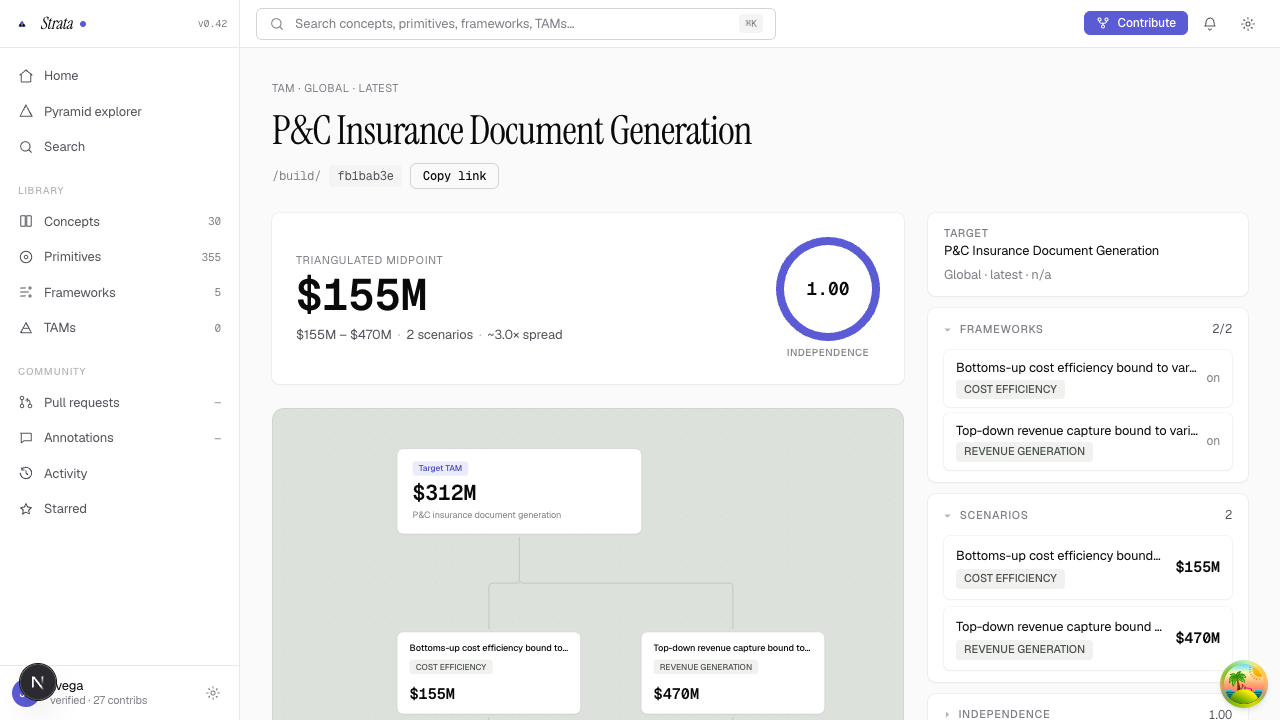 Strata
v0.42
Search concepts, primitives, frameworks, TAMs…
⌘K
Contribute
Home
Pyramid explorer
Search
LIBRARY
Concepts 30
Primitives 355
Frameworks 5
TAMs 0
COMMUNITY
Pull requests –
Annotations –
Activity
Starred
N
vega
verified · 27 contribs
TAM · GLOBAL · LATEST
P&C Insurance Document Generation
/build/ fb1bab3e Copy link
TRIANGULATED MIDPOINT
$155M
$155M – $470M · 2 scenarios · ~3.0× spread
1.00
INDEPENDENCE
Target TAM
$312M
P&C insurance document generation
Bottoms-up cost efficiency bound to…
COST EFFICIENCY
$155M
Top-down revenue capture bound to…
REVENUE GENERATION
$470M
TARGET
P&C Insurance Document Generation
Global · latest · n/a
FRAMEWORKS 2/2
Bottoms-up cost efficiency bound to var… on
COST EFFICIENCY
Top-down revenue capture bound to vari… on
REVENUE GENERATION
SCENARIOS 2
Bottoms-up cost efficiency bound… $155M
COST EFFICIENCY
Top-down revenue capture bound … $470M
REVENUE GENERATION
INDEPENDENCE 1.00